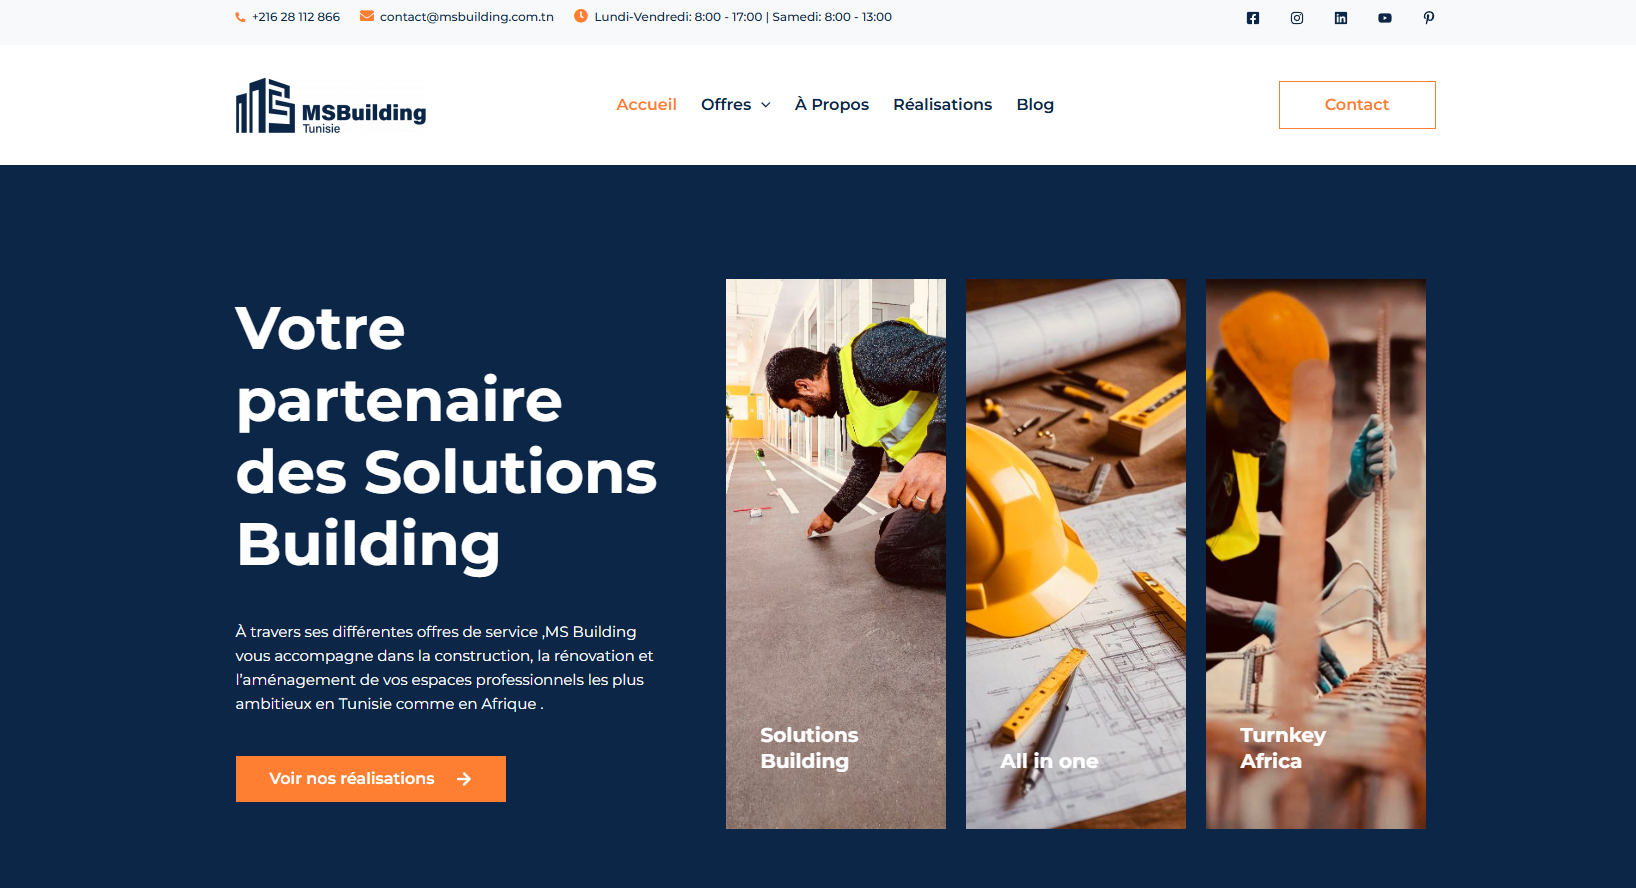 +216 28 112 866
contact@msbuilding.com.tn
Lundi-Vendredi: 8:00 - 17:00 | Samedi: 8:00 - 13:00
MSBuilding
Tunisie
Accueil
Offres
À Propos
Réalisations
Blog
Contact
Votre
partenaire
des Solutions
Building
À travers ses différentes offres de service ,MS Building
vous accompagne dans la construction, la rénovation et
l'aménagement de vos espaces professionnels les plus
ambitieux en Tunisie comme en Afrique .
Voir nos réalisations
Solutions
Building
All in one
Turnkey
Africa